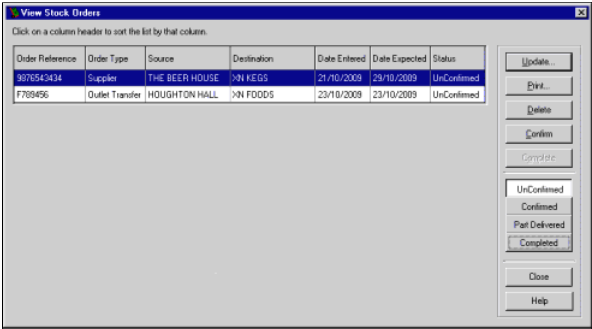 View Stock Orders
Click on a column header to sort the list by that column.
Order Reference Order Type Source Destination Date Entered Date Expected Status
9876543434 Supplier THE BEER HOUSE XN KEGS 21/10/2009 29/10/2009 UnConfirmed
F789456 Outlet Transfer HOUGHTON HALL XN FOODS 23/10/2009 23/10/2009 UnConfirmed
Update...
Print...
Delete
Confirm
Complete
UnConfirmed
Confirmed
Part Delivered
Completed
Close
Help